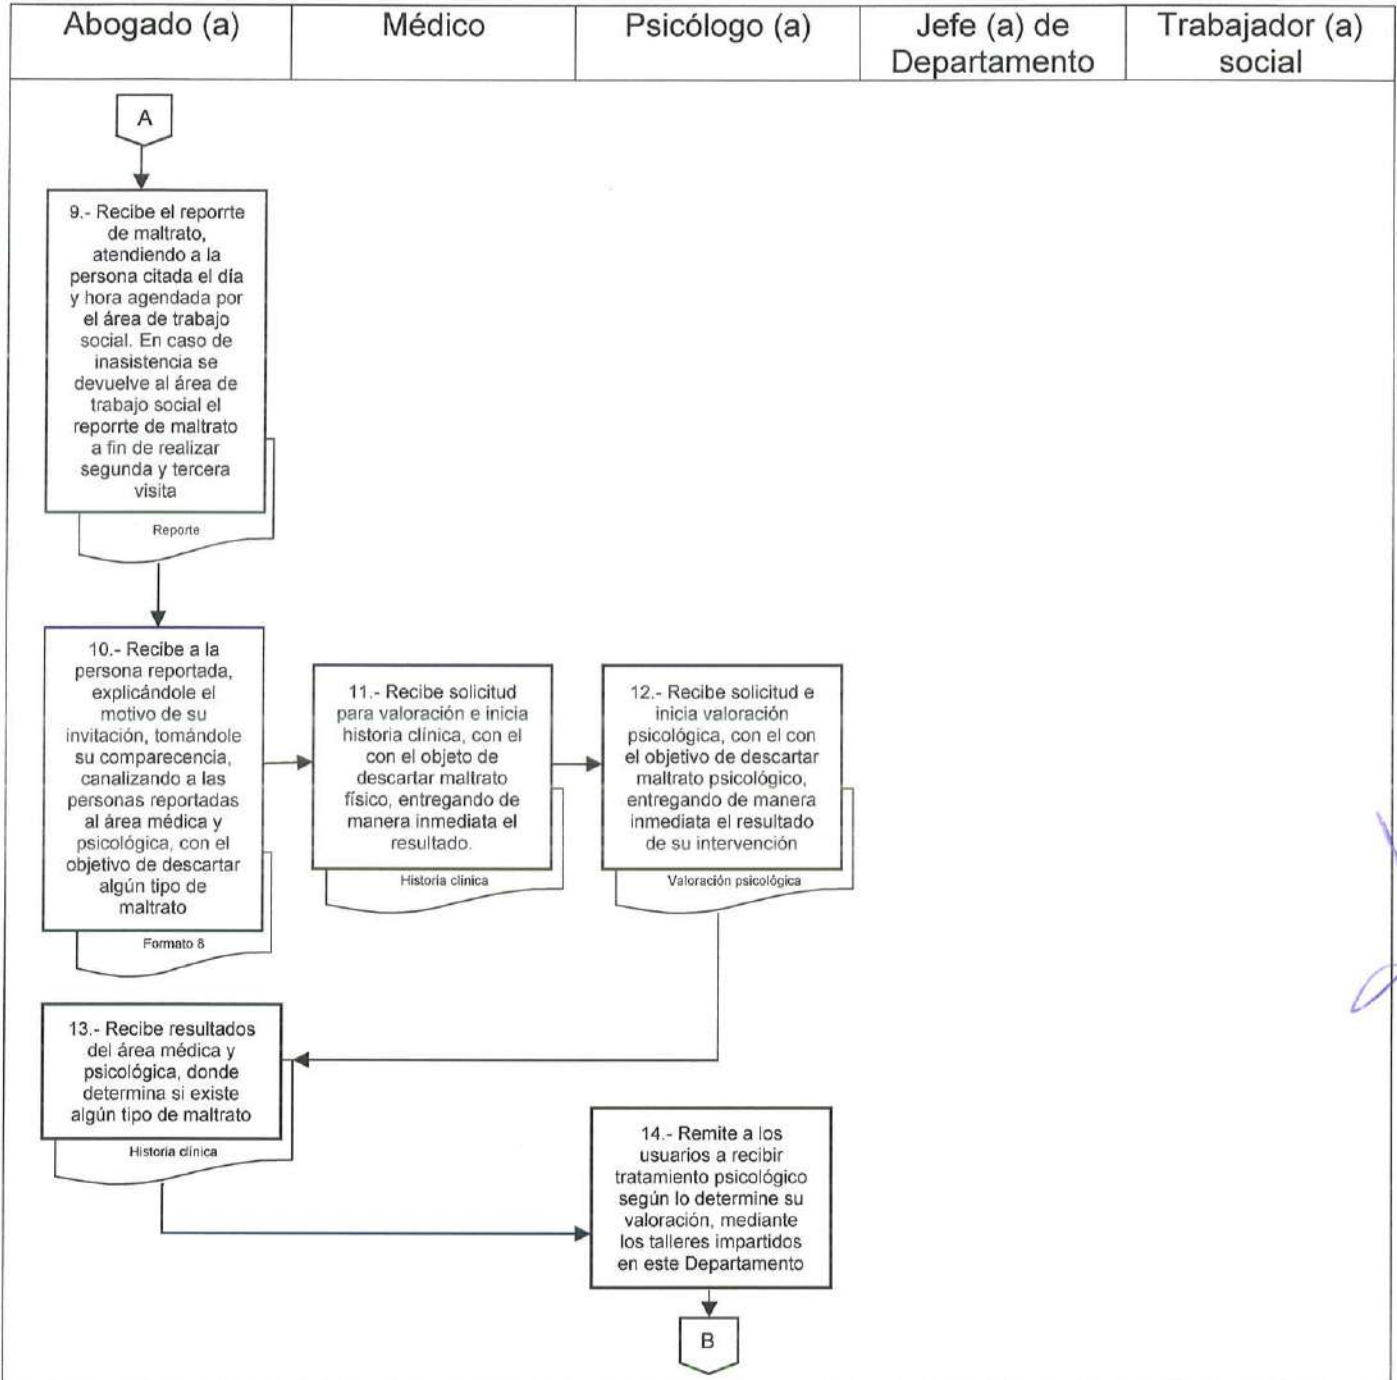 Abogado (a)
Médico
Psicólogo (a)
Jefe (a) de
Departamento
Trabajador (a)
social
A
9.- Recibe el reporrte
de maltrato,
atendiendo a la
persona citada el día
y hora agendada por
el área de trabajo
social. En caso de
inasistencia se
devuelve al área de
trabajo social el
reporrte de maltrato
a fin de realizar
segunda y tercera
visita
Reporte
10.- Recibe a la
persona reportada,
explicándole el
motivo de su
invitación, tomándole
su comparecencia,
canalizando a las
personas reportadas
al área médica y
psicológica, con el
objetivo de descartar
algún tipo de
maltrato
Formato 8
11.- Recibe solicitud
para valoración e inicia
historia clínica, con el
con el objeto de
descartar maltrato
físico, entregando de
manera inmediata el
resultado.
Historia clínica
12.- Recibe solicitud e
inicia valoración
psicológica, con el con
el objetivo de descartar
maltrato psicológico,
entregando de manera
inmediata el resultado
de su intervención
Valoración psicológica
13.- Recibe resultados
del área médica y
psicológica, donde
determina si existe
algún tipo de maltrato
Historia clínica
14.- Remite a los
usuarios a recibir
tratamiento psicológico
según lo determine su
valoración, mediante
los talleres impartidos
en este Departamento
B